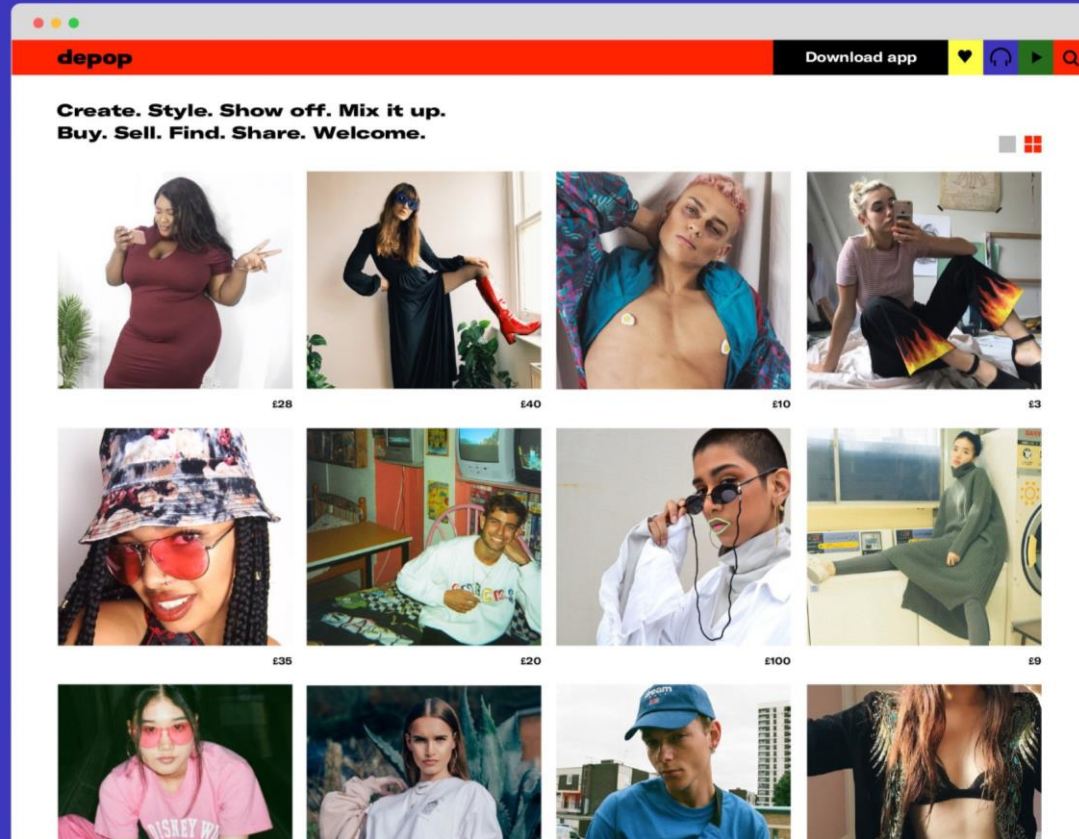 depop
Download app
Create. Style. Show off. Mix it up.
Buy. Sell. Find. Share. Welcome.
£28
£40
£10
£3
£35
£20
£100
£9
DISNEY